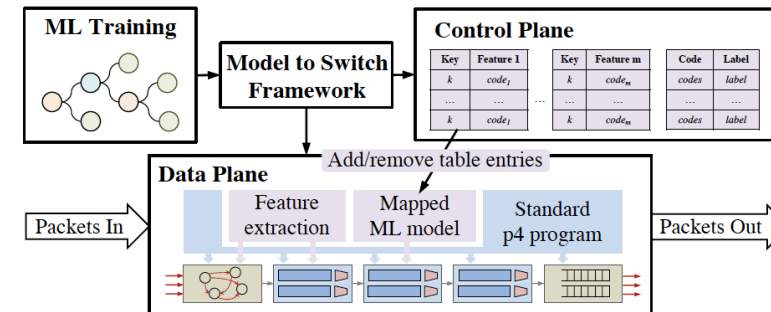 ML Training
Model to Switch
Framework
Control Plane
Key Feature 1 Key Feature m Code Label
k code1 k codem codes label
... ... ... ... ... ... ...
k code1 k codem codes label
Add/remove table entries
Data Plane
Packets In
Feature
extraction
Mapped
ML model
Standard
p4 program
Packets Out